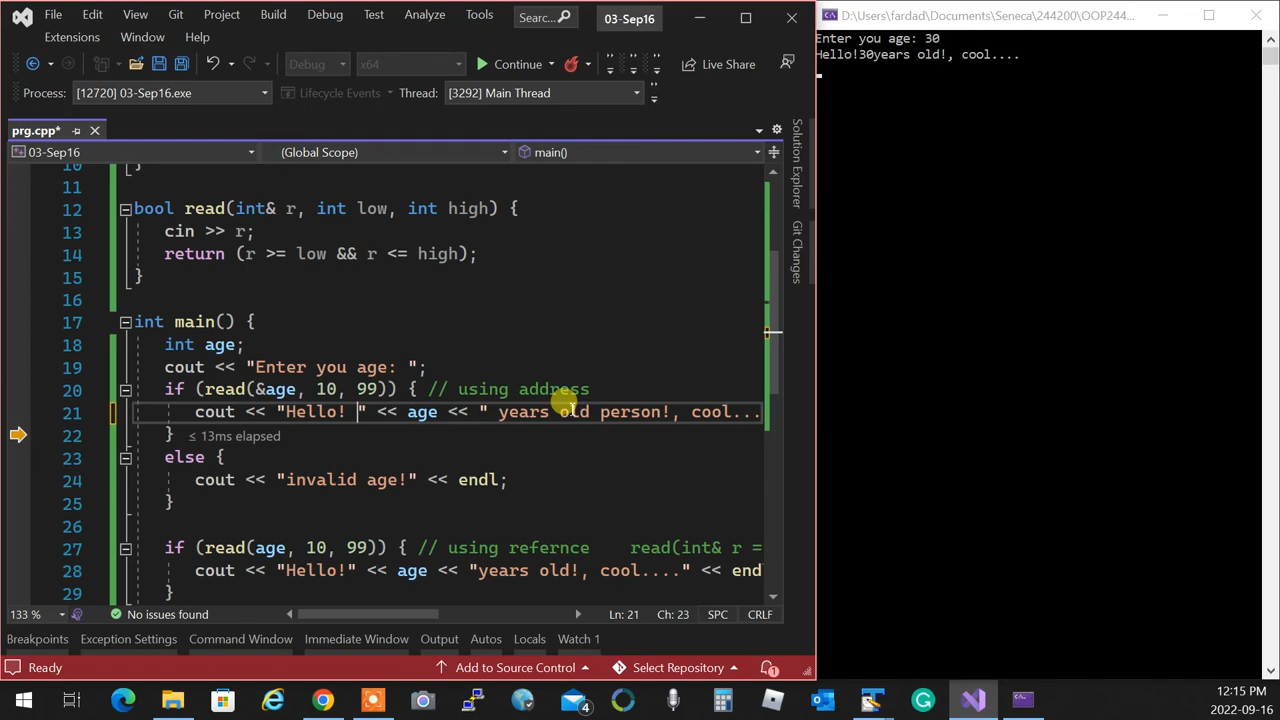 File Edit View Git Project Build Debug Test Analyze Tools Searc... 03-Sep16
Extensions Window Help
Debug x64 Continue Live Share
Process: [12720] 03-Sep16.exe Lifecycle Events Thread: [3292] Main Thread
prg.cpp*
03-Sep16 (Global Scope) main()
10 }
11
12 bool read(int& r, int low, int high) {
13 cin >> r;
14 return (r >= low && r <= high);
15 }
16
17 int main() {
18 int age;
19 cout << "Enter you age: ";
20 if (read(&age, 10, 99)) { // using address
21 cout << "Hello! " << age << " years old person!, cool...
22 } ≤ 13ms elapsed
23 else {
24 cout << "invalid age!" << endl;
25 }
26
27 if (read(age, 10, 99)) { // using refernce read(int& r =
28 cout << "Hello!" << age << "years old!, cool...." << end
29 }
133 % No issues found Ln: 21 Ch: 23 SPC CRLF
Breakpoints Exception Settings Command Window Immediate Window Output Autos Locals Watch 1
Ready Add to Source Control Select Repository 1
Solution Explorer
Git Changes
D:\Users\fardad\Documents\Seneca\244200\OOP244...
Enter you age: 30
Hello!30years old!, cool....
4
12:15 PM
2022-09-16